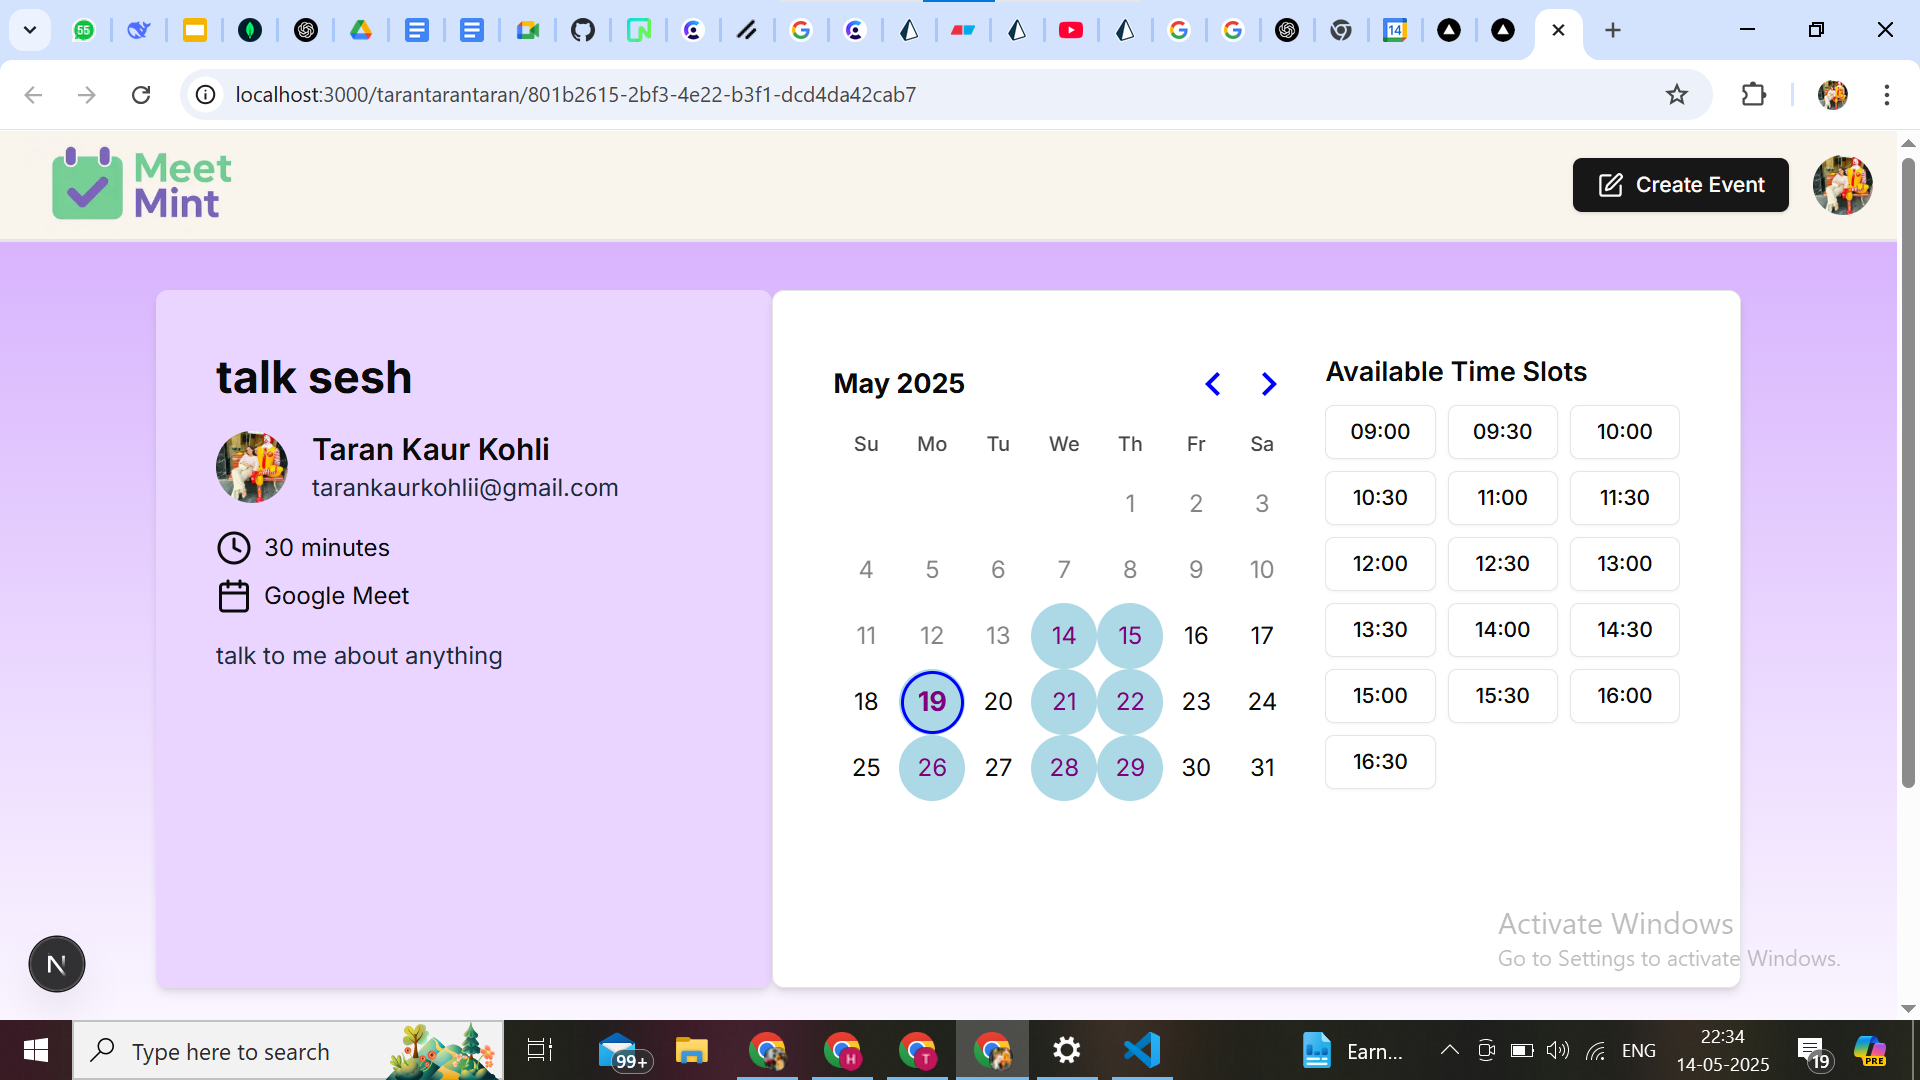 55
14
localhost:3000/tarantarantaran/801b2615-2bf3-4e22-b3f1-dcd4da42cab7
Meet
Mint
Create Event
talk sesh
Taran Kaur Kohli
tarankaurkohlii@gmail.com
30 minutes
Google Meet
talk to me about anything
May 2025
Su Mo Tu We Th Fr Sa
1 2 3
4 5 6 7 8 9 10
11 12 13 14 15 16 17
18 19 20 21 22 23 24
25 26 27 28 29 30 31
Available Time Slots
09:00 09:30 10:00
10:30 11:00 11:30
12:00 12:30 13:00
13:30 14:00 14:30
15:00 15:30 16:00
16:30
Activate Windows
Go to Settings to activate Windows.
N
Type here to search
99+
H
T
Earn...
ENG
22:34
14-05-2025
19
PRE